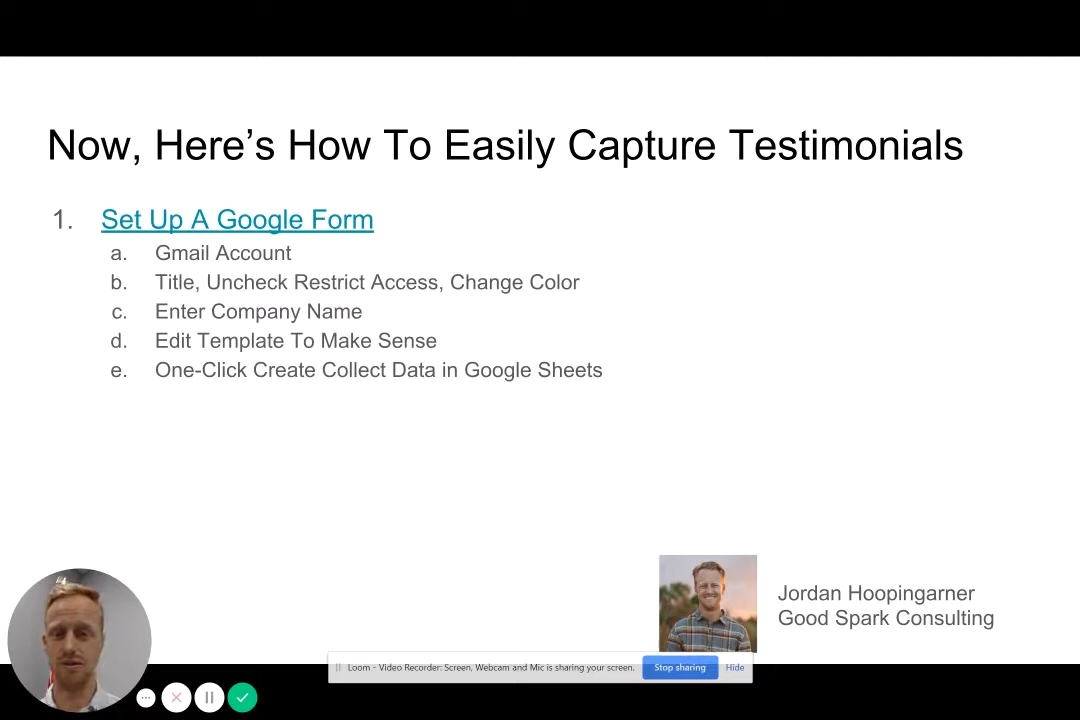 Now, Here’s How To Easily Capture Testimonials
1. Set Up A Google Form
a. Gmail Account
b. Title, Uncheck Restrict Access, Change Color
c. Enter Company Name
d. Edit Template To Make Sense
e. One-Click Create Collect Data in Google Sheets
Jordan Hoopingarner
Good Spark Consulting
Loom - Video Recorder: Screen, Webcam and Mic is sharing your screen. Stop sharing Hide